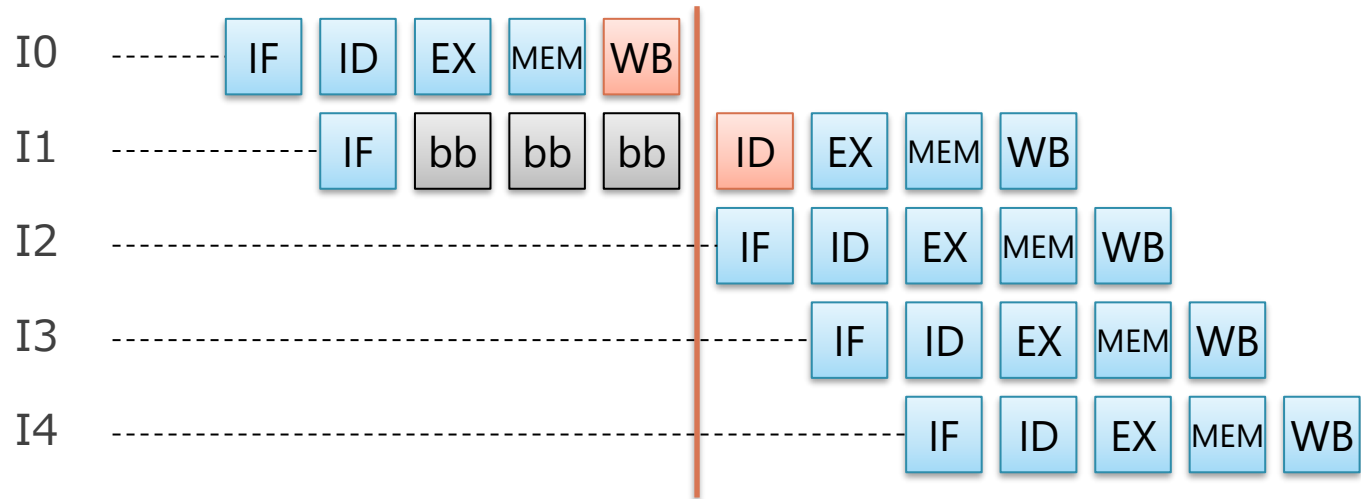 I0 IF ID EX MEM WB
I1 IF bb bb bb ID EX MEM WB
I2 IF ID EX MEM WB
I3 IF ID EX MEM WB
I4 IF ID EX MEM WB